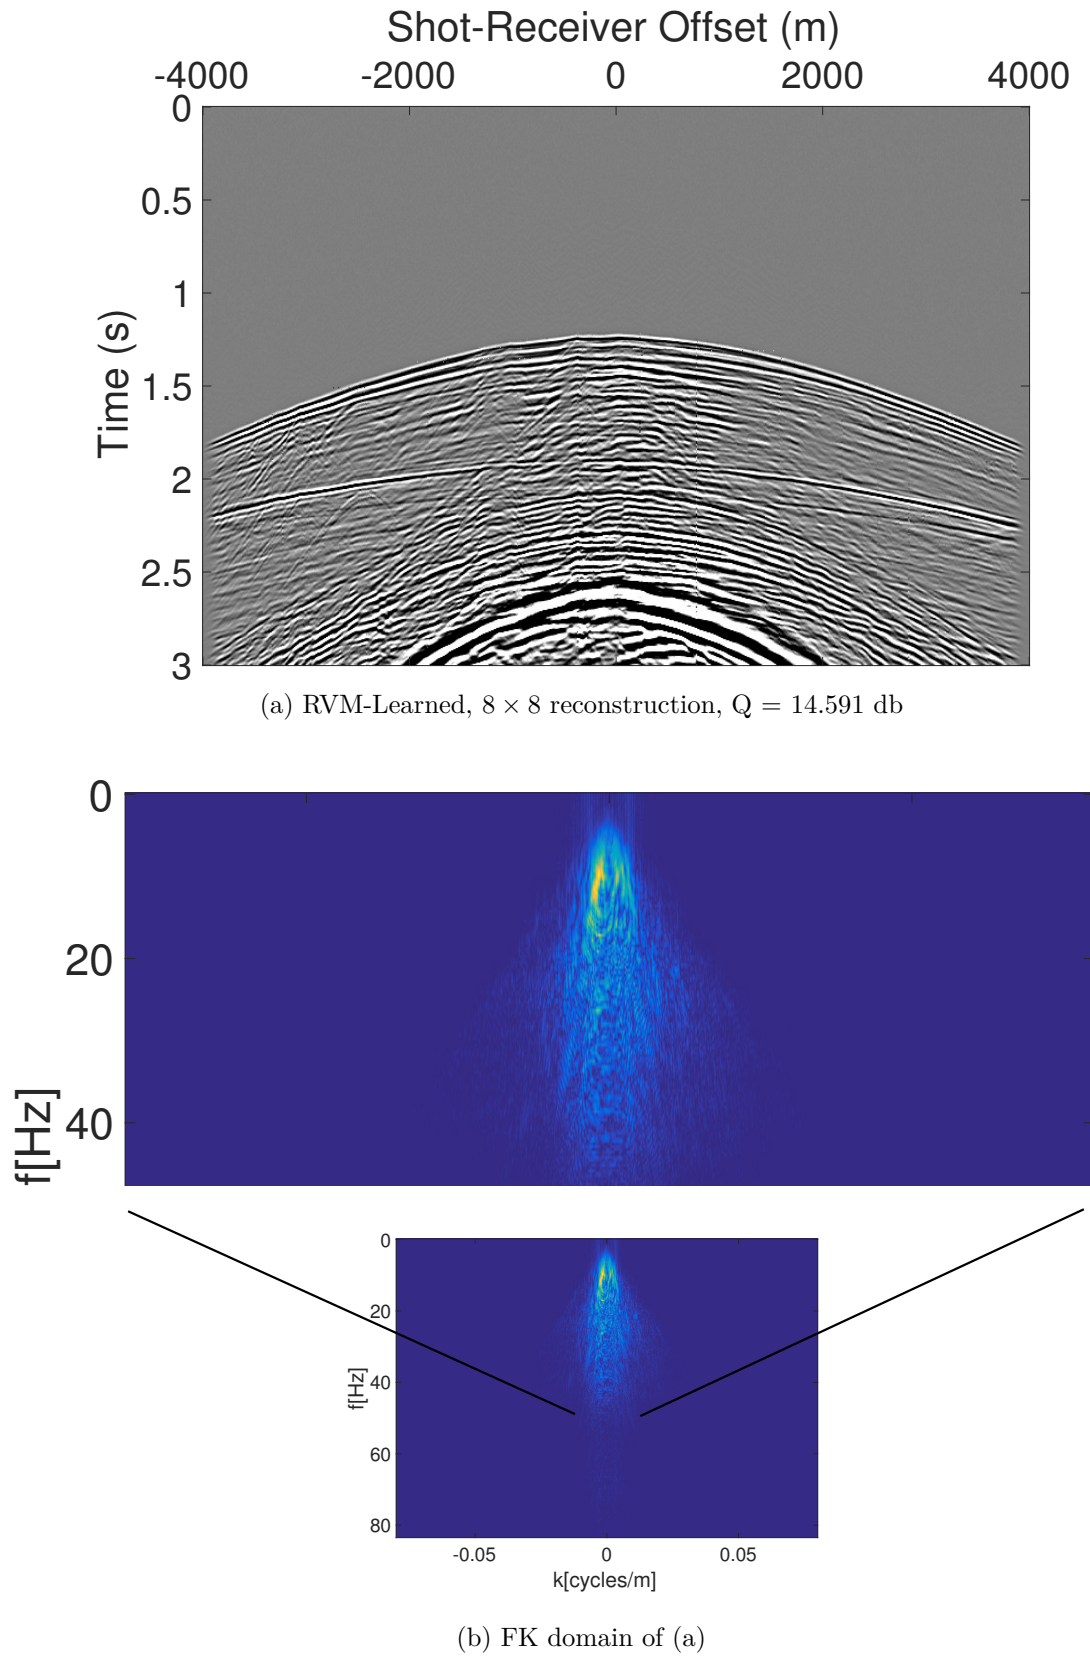 Shot-Receiver Offset (m)
-4000 -2000 0 2000 4000
0
0.5
1
1.5
2
2.5
3
Time (s)
(a) RVM-Learned, 8 × 8 reconstruction, Q = 14.591 db
0
20
40
f[Hz]
0
20
40
60
80
f[Hz]
-0.05 0 0.05
k[cycles/m]
(b) FK domain of (a)